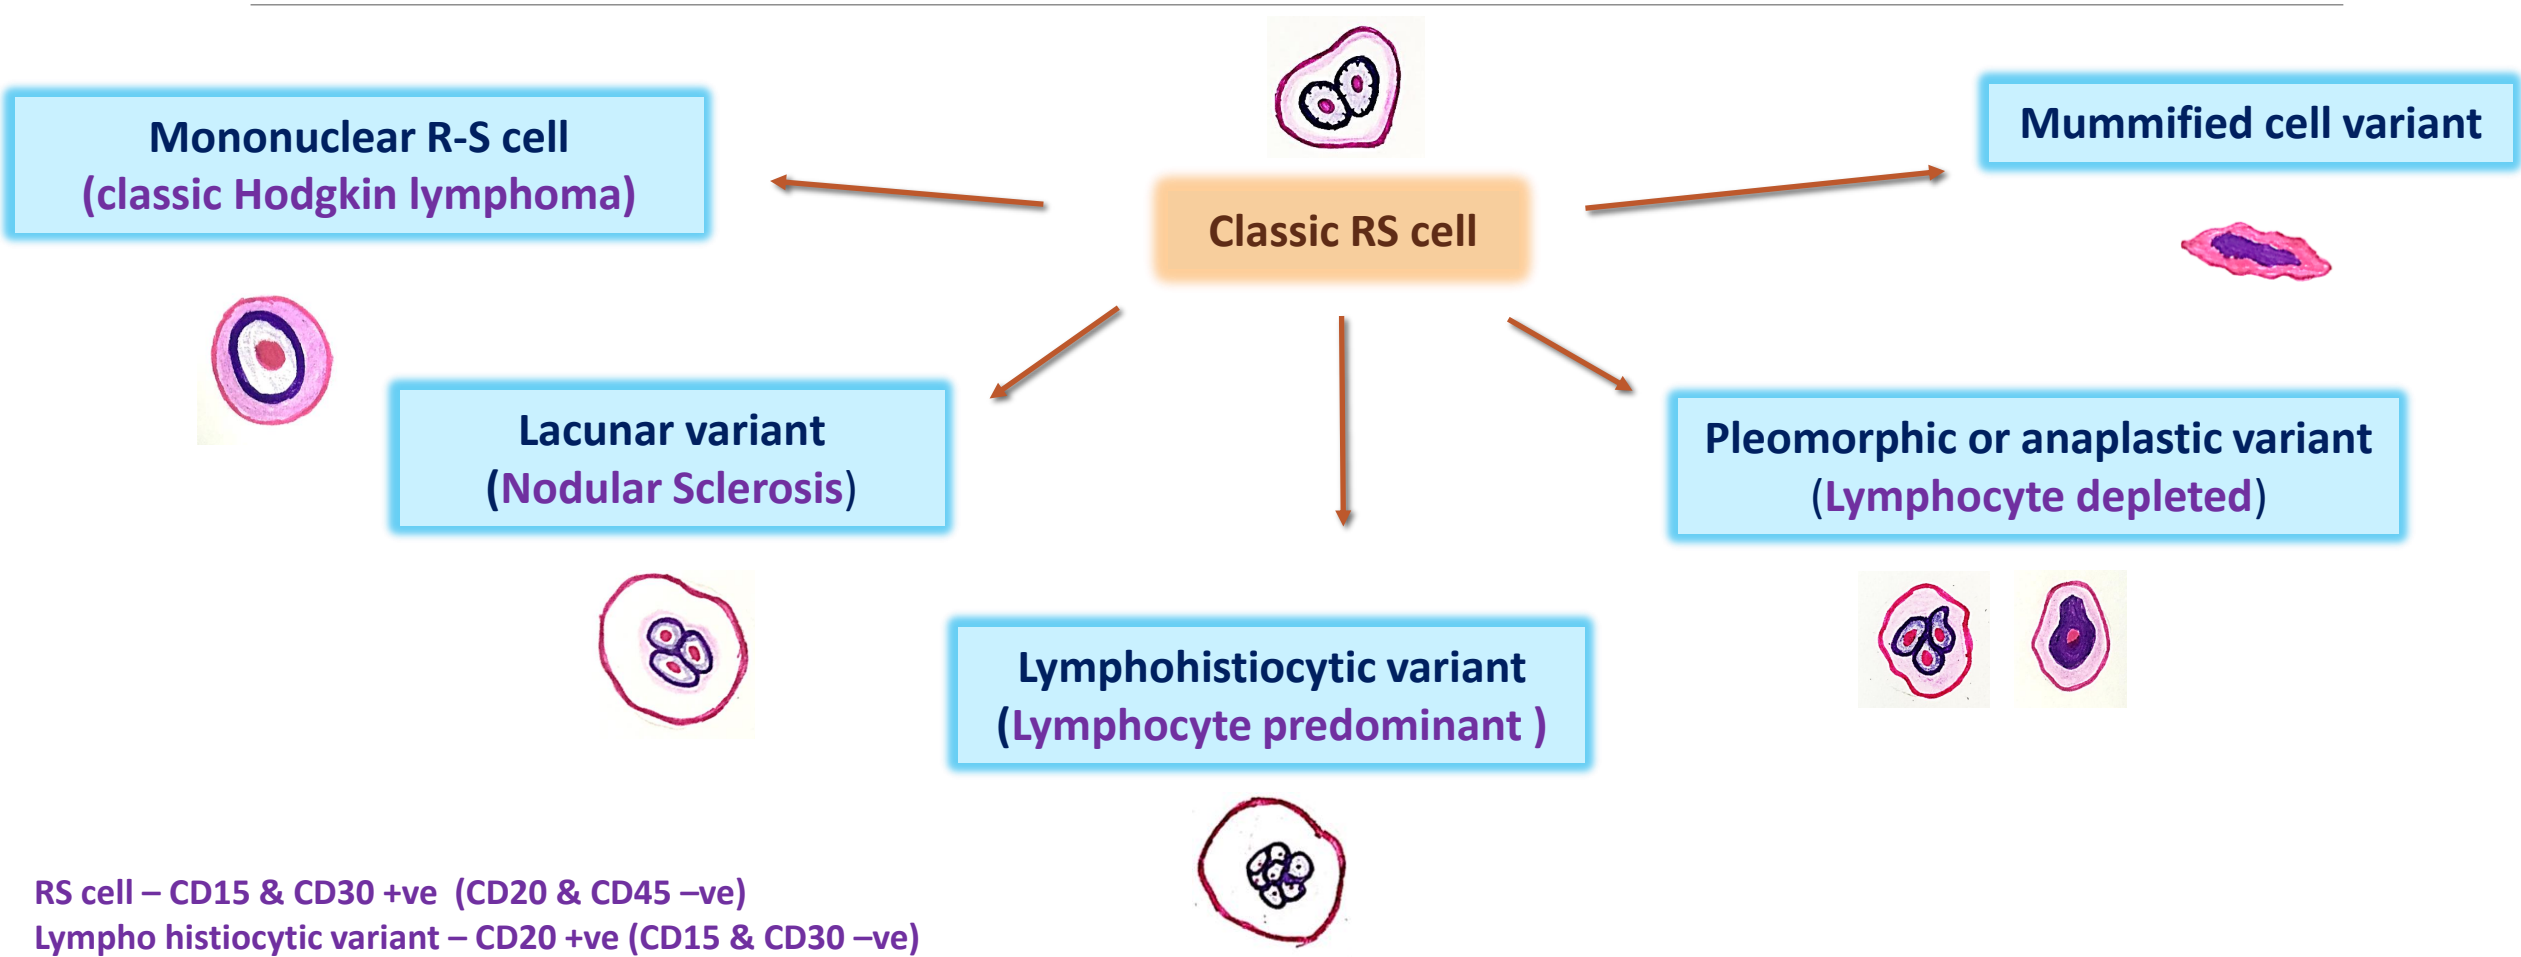 Mononuclear R-S cell
(classic Hodgkin lymphoma)
Classic RS cell
Mummified cell variant
Lacunar variant
(Nodular Sclerosis)
Pleomorphic or anaplastic variant
(Lymphocyte depleted)
Lymphohistiocytic variant
(Lymphocyte predominant )
RS cell – CD15 & CD30 +ve  (CD20 & CD45 –ve)
Lympho histiocytic variant – CD20 +ve (CD15 & CD30 –ve)